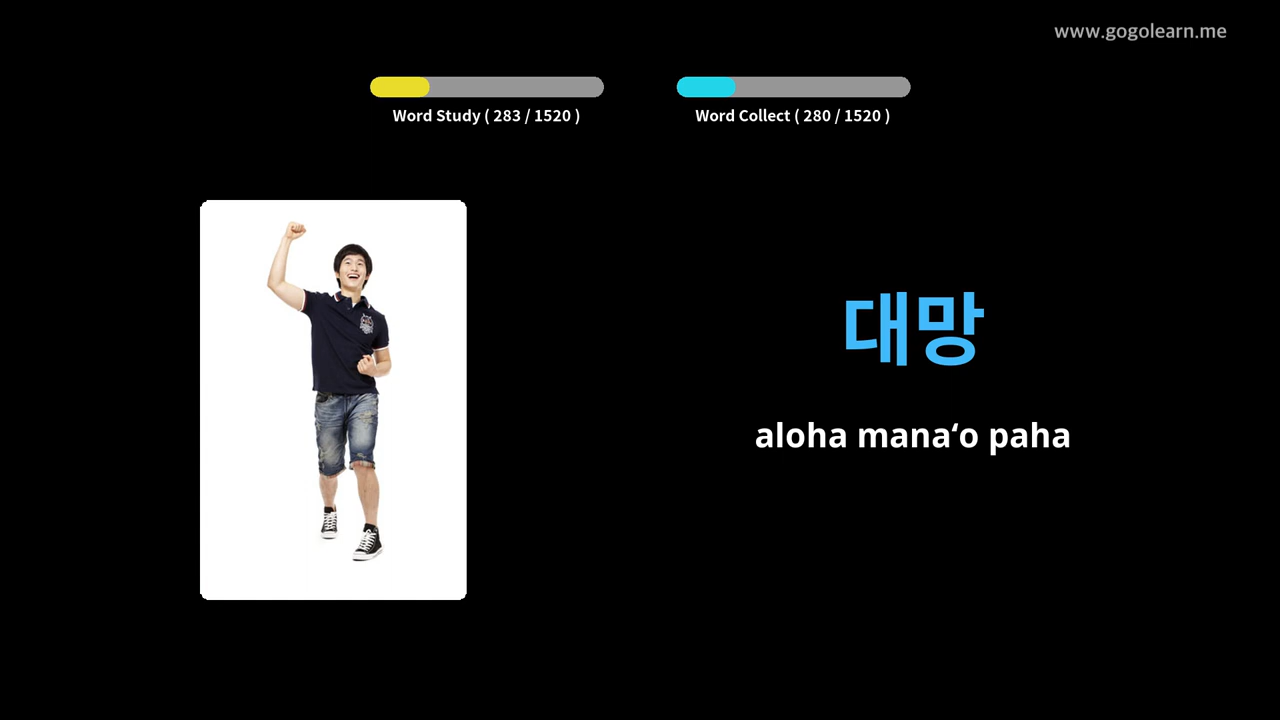 www.gogolearn.me
Word Study ( 283 / 1520 )
Word Collect ( 280 / 1520 )
대망
aloha manaʻo paha